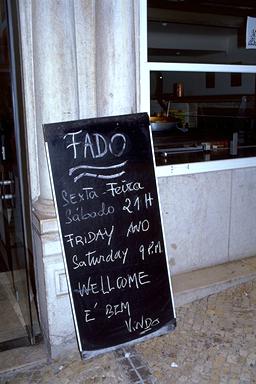 FADO
SEXTA FEIRA
SÁBADO 21 H
FRIDAY AND
SATURDAY 9 P.M.
WELLCOME
É BEM
VINDO